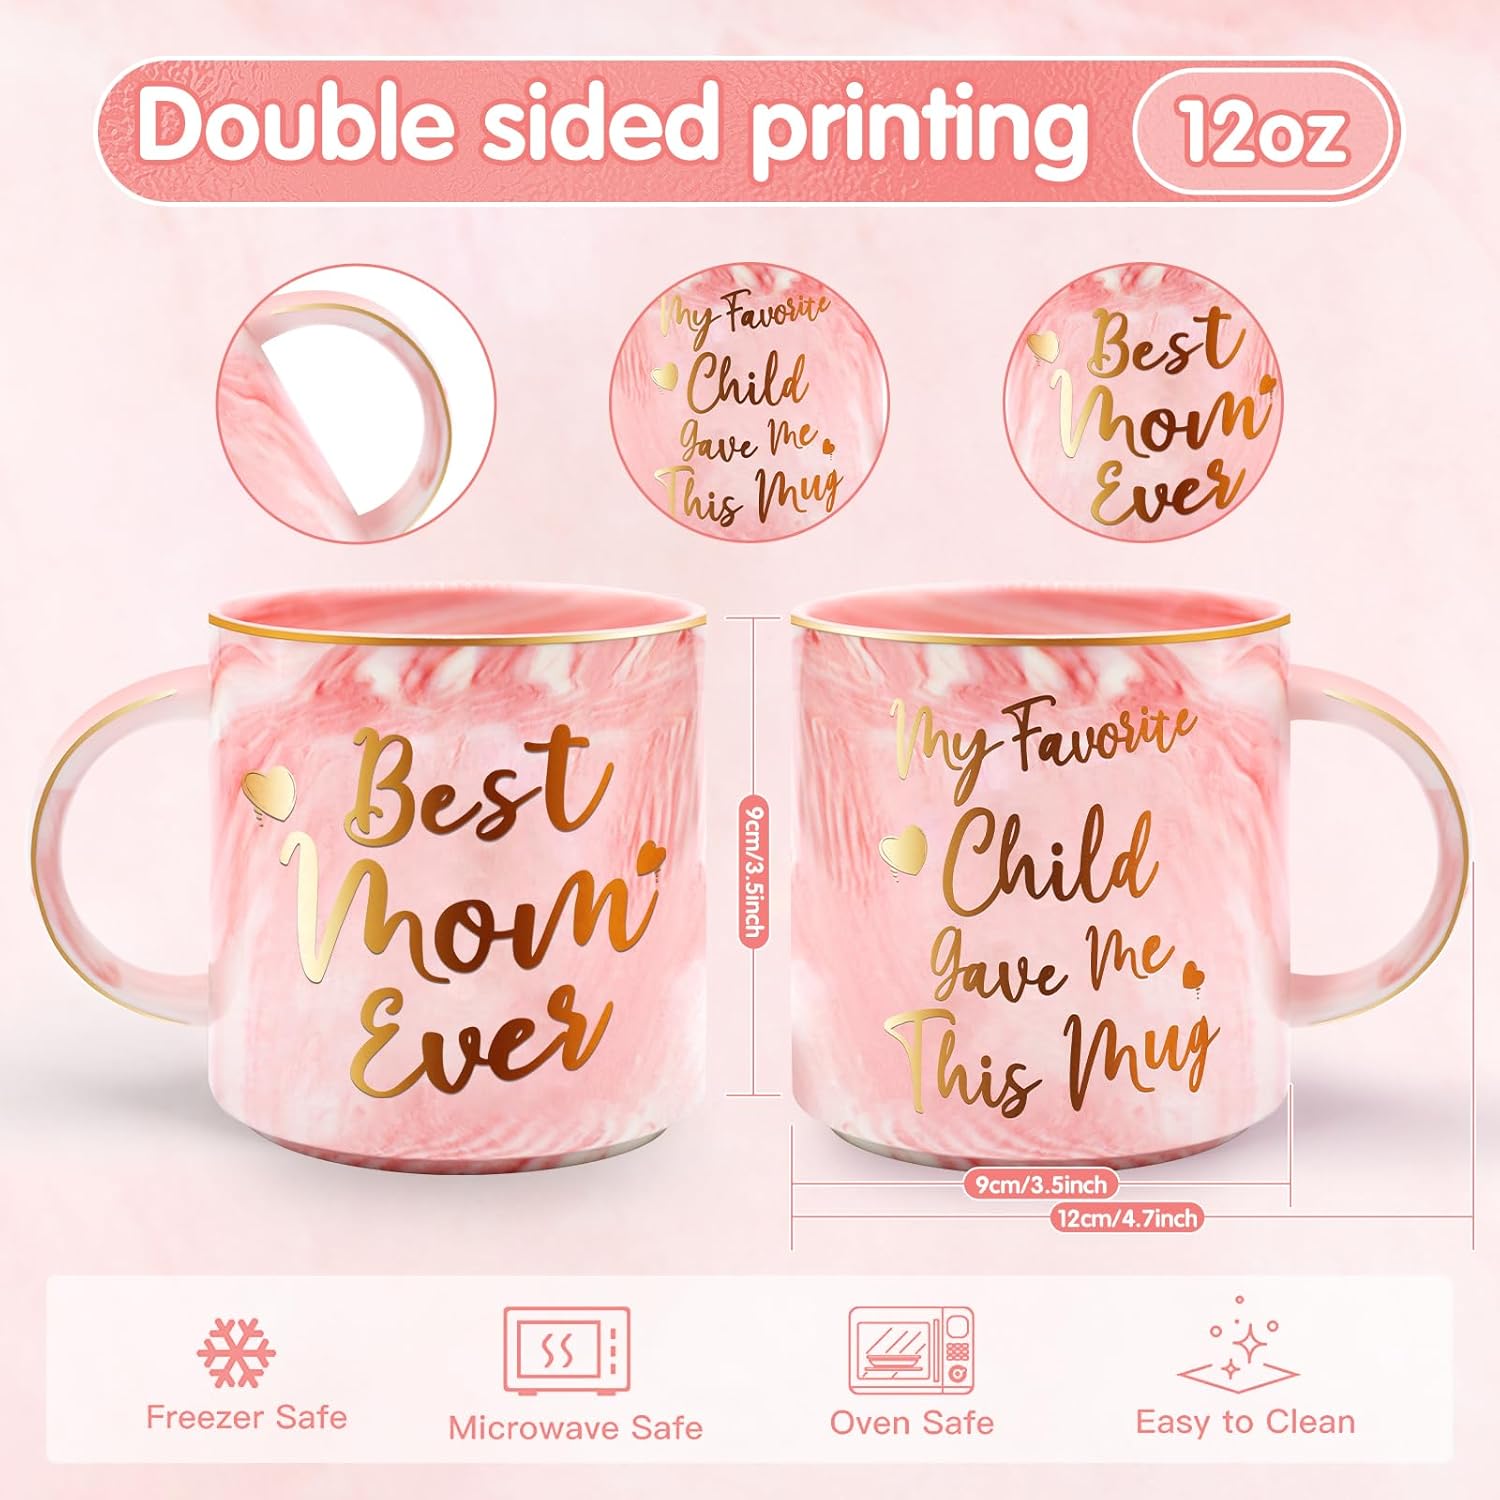 Double sided printing 12oz
My Favorite
Child
gave Me
This Mug
Best
Mom
Ever
Best
Mom
Ever
My Favorite
Child
gave Me
This Mug
9cm/3.5inch
9cm/3.5inch
12cm/4.7inch
Freezer Safe
Microwave Safe
Oven Safe
Easy to Clean